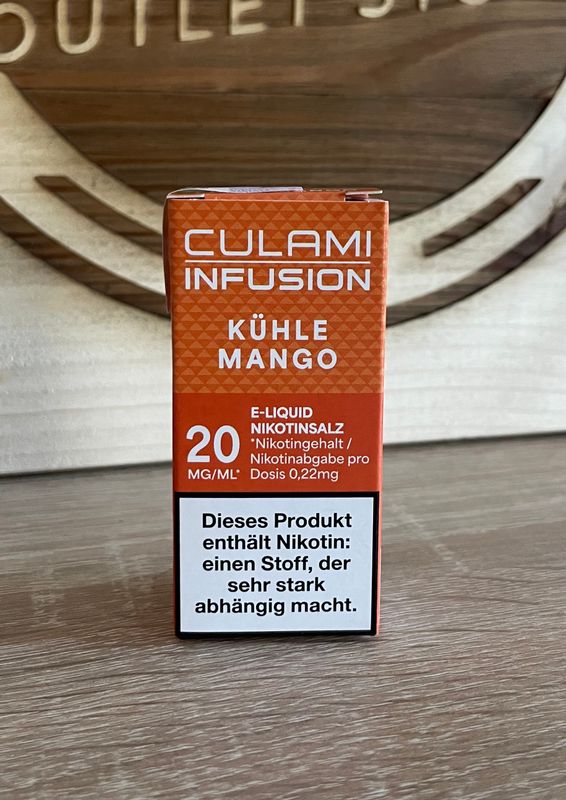 OUTLET
CULAMI
INFUSION
KÜHLE
MANGO
20
MG/ML*
E-LIQUID
NIKOTINSALZ
*Nikotingehalt /
Nikotinabgabe pro
Dosis 0,22mg
Dieses Produkt
enthält Nikotin:
einen Stoff, der
sehr stark
abhängig macht.